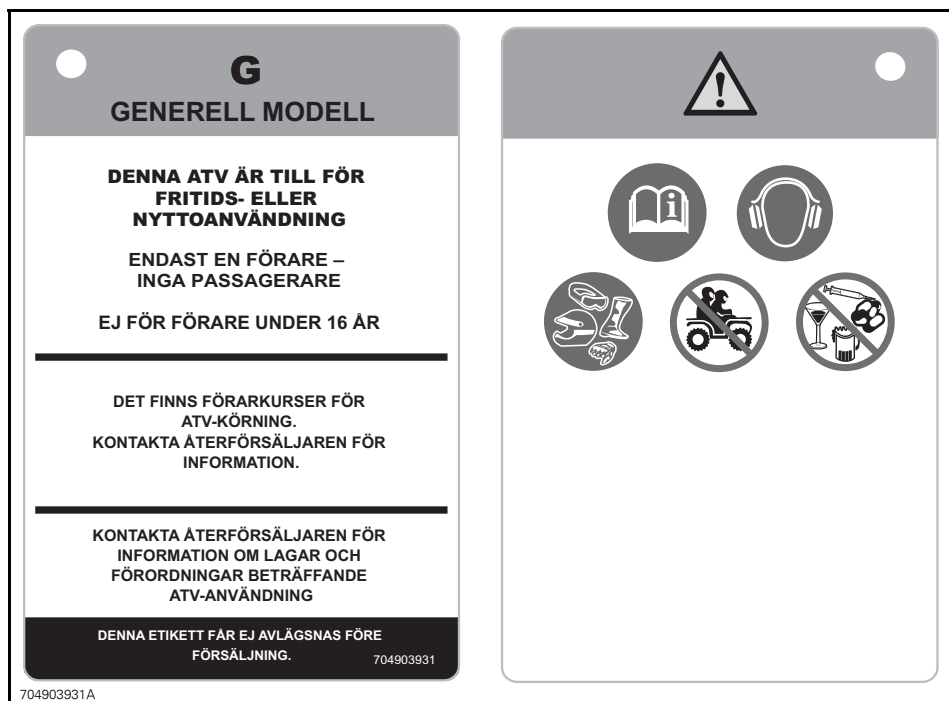 G
GENERELL MODELL
DENNA ATV ÄR TILL FÖR
FRITIDS- ELLER
NYTTOANVÄNDNING
ENDAST EN FÖRARE –
INGA PASSAGERARE
EJ FÖR FÖRARE UNDER 16 ÅR
DET FINNS FÖRARKURSER FÖR
ATV-KÖRNING.
KONTAKTA ÅTERFÖRSÄLJAREN FÖR
INFORMATION.
KONTAKTA ÅTERFÖRSÄLJAREN FÖR
INFORMATION OM LAGAR OCH
FÖRORDNINGAR BETRÄFFANDE
ATV-ANVÄNDNING
DENNA ETIKETT FÅR EJ AVLÄGSNAS FÖRE
FÖRSÄLJNING.
704903931
704903931A
!
i